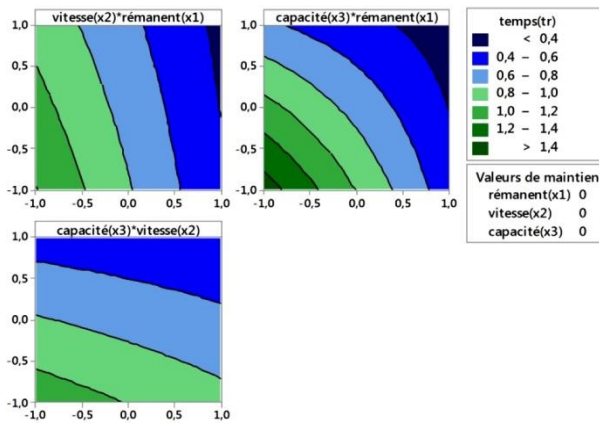 vitesse(x2)*rémanent(x1)
1,0
0,5
0,0
-0,5
-1,0
-1,0 -0,5 0,0 0,5 1,0
capacité(x3)*rémanent(x1)
1,0
0,5
0,0
-0,5
-1,0
-1,0 -0,5 0,0 0,5 1,0
temps(tr)
< 0,4
0,4 – 0,6
0,6 – 0,8
0,8 – 1,0
1,0 – 1,2
1,2 – 1,4
> 1,4
Valeurs de maintien
rémanent(x1) 0
vitesse(x2) 0
capacité(x3) 0
capacité(x3)*vitesse(x2)
1,0
0,5
0,0
-0,5
-1,0
-1,0 -0,5 0,0 0,5 1,0